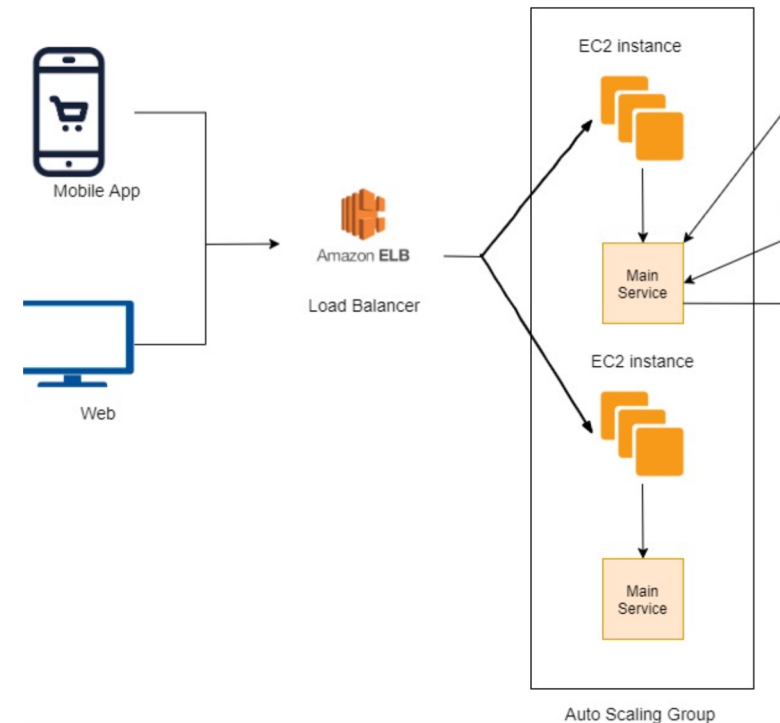 Mobile App
Web
Amazon ELB
Load Balancer
EC2 instance
Main
Service
EC2 instance
Main
Service
Auto Scaling Group